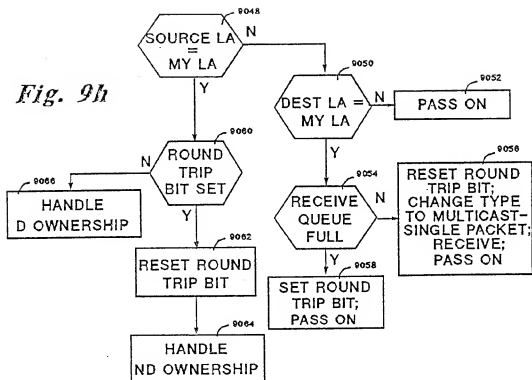 9048
SOURCE LA
=
MY LA
N
Y
Fig. 9h
9050
DEST LA =
MY LA
N
Y
9052
PASS ON
9060
ROUND
TRIP
BIT SET
N
Y
9066
HANDLE
D OWNERSHIP
9054
RECEIVE
QUEUE
FULL
N
Y
9056
RESET ROUND
TRIP BIT;
CHANGE TYPE
TO MULTICAST-
SINGLE PACKET;
RECEIVE;
PASS ON
9062
RESET ROUND
TRIP BIT
9058
SET ROUND
TRIP BIT;
PASS ON
9064
HANDLE
ND OWNERSHIP